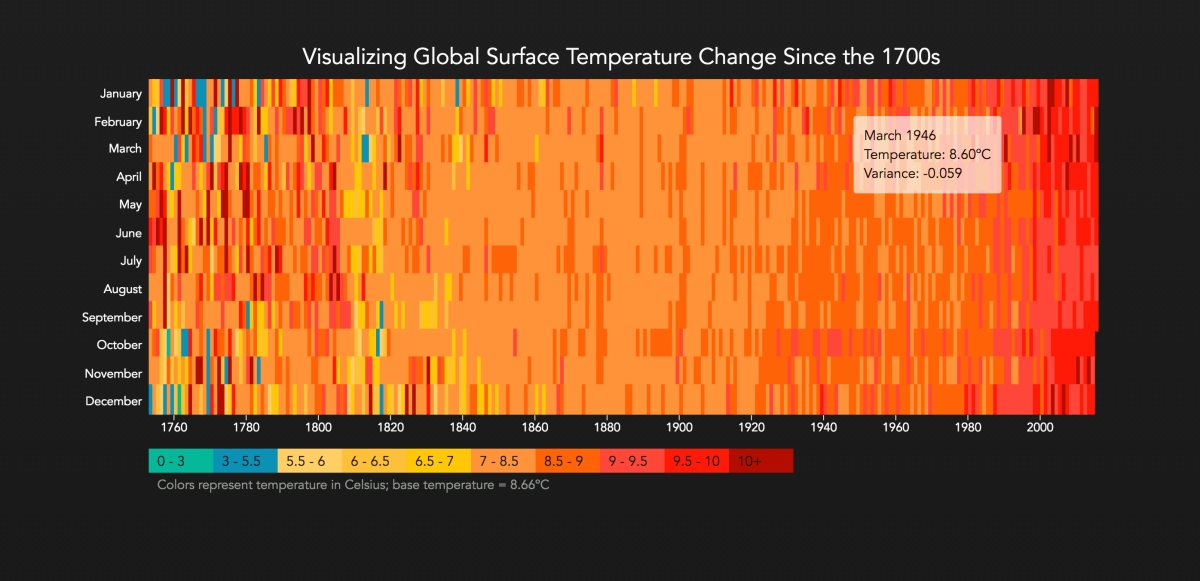 Visualizing Global Surface Temperature Change Since the 1700s
January
February
March
April
May
June
July
August
September
October
November
December
March 1946
Temperature: 8.60ºC
Variance: -0.059
1760 1780 1800 1820 1840 1860 1880 1900 1920 1940 1960 1980 2000
0 - 3 3 - 5.5 5.5 - 6 6 - 6.5 6.5 - 7 7 - 8.5 8.5 - 9 9 - 9.5 9.5 - 10 10+
Colors represent temperature in Celsius; base temperature = 8.66ºC